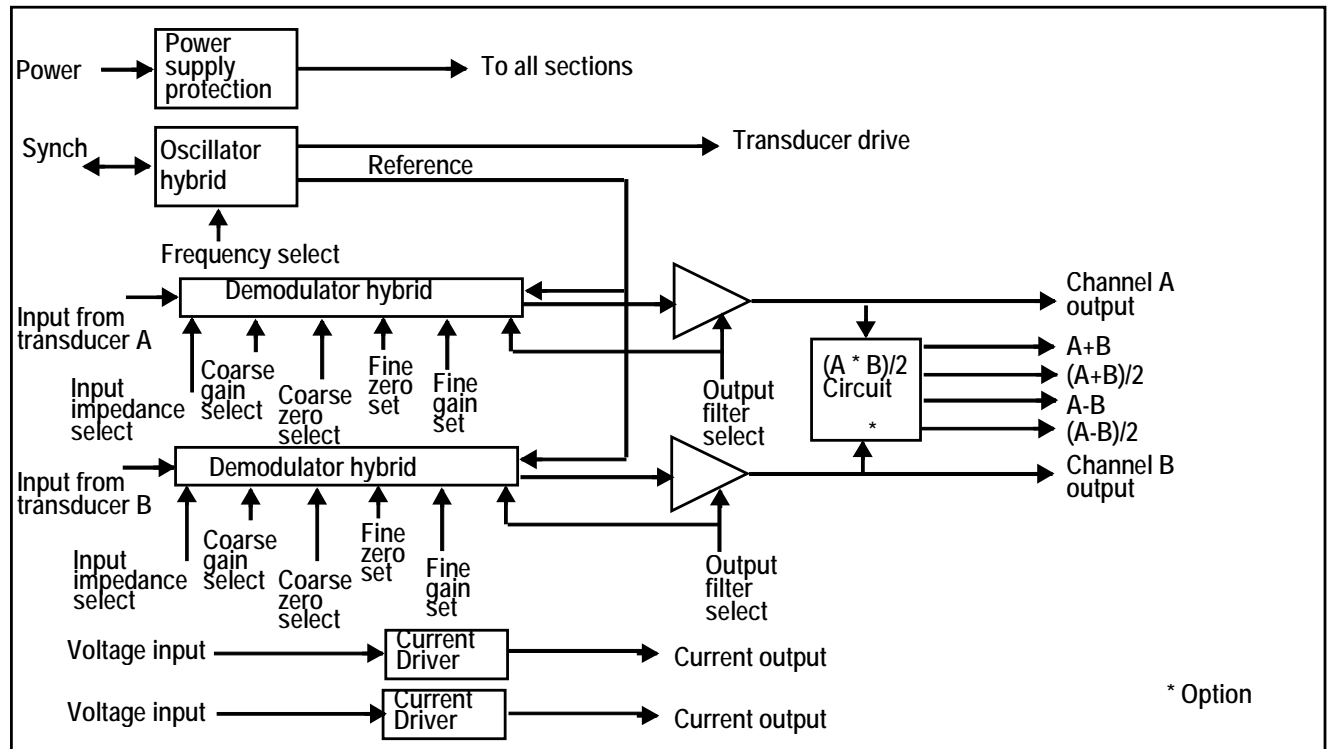 Power
Power
supply
protection
To all sections
Synch
Oscillator
hybrid
Transducer drive
Reference
Frequency select
Demodulator hybrid
Input from
transducer A
Input
impedance
select
Coarse
gain
select
Coarse
zero
select
Fine
zero
set
Fine
gain
set
Output
filter
select
Channel A
output
(A * B)/2
Circuit
*
A+B
(A+B)/2
A-B
(A-B)/2
Channel B
output
Demodulator hybrid
Input from
transducer B
Input
impedance
select
Coarse
gain
select
Coarse
zero
select
Fine
zero
set
Fine
gain
set
Output
filter
select
Voltage input
Current
Driver
Current output
Voltage input
Current
Driver
Current output
* Option